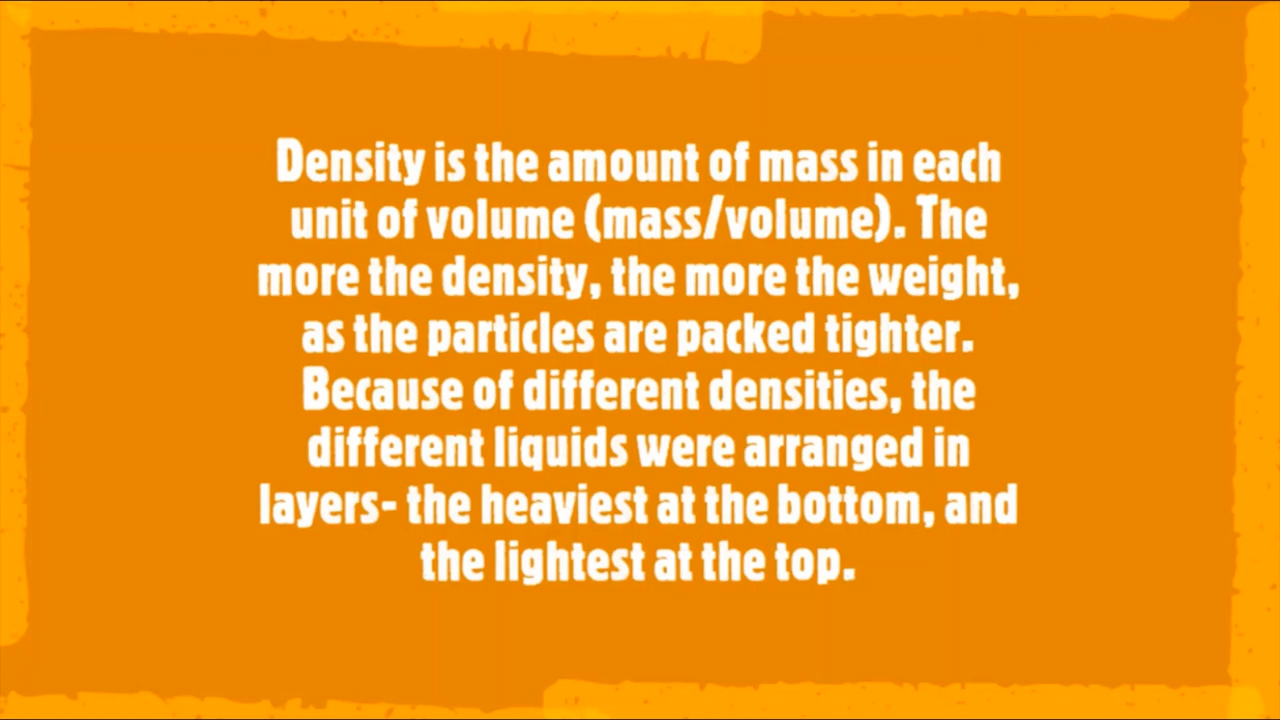 Density is the amount of mass in each
unit of volume (mass/volume). The
more the density, the more the weight,
as the particles are packed tighter.
Because of different densities, the
different liquids were arranged in
layers- the heaviest at the bottom, and
the lightest at the top.